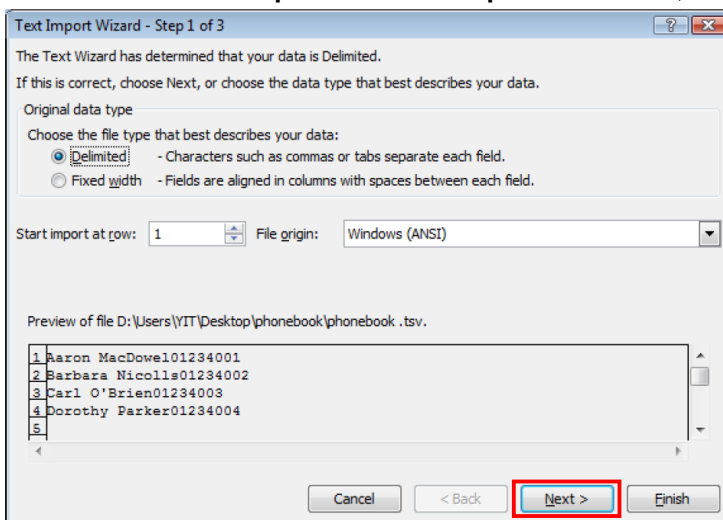 Text Import Wizard - Step 1 of 3
The Text Wizard has determined that your data is Delimited.
If this is correct, choose Next, or choose the data type that best describes your data.
Original data type
Choose the file type that best describes your data:
Delimited - Characters such as commas or tabs separate each field.
Fixed width - Fields are aligned in columns with spaces between each field.
Start import at row: 1 File origin: Windows (ANSI)
Preview of file D:\Users\YIT\Desktop\phonebook\phonebook .tsv.
1 Aaron MacDowel01234001
2 Barbara Nicolls01234002
3 Carl O'Brien01234003
4 Dorothy Parker01234004
5
Cancel < Back Next > Finish